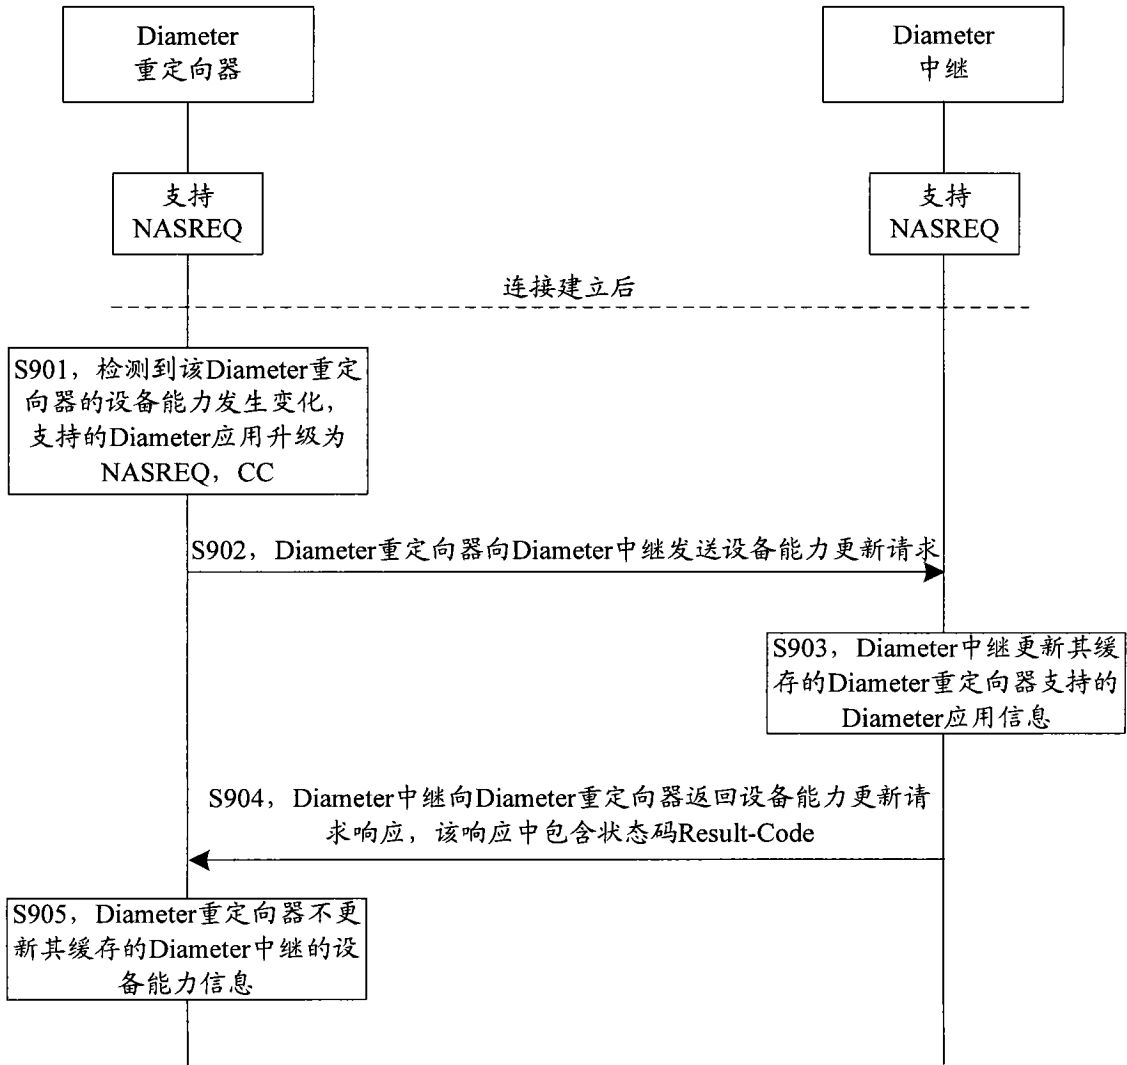 Diameter
重定向器
Diameter
中继
支持
NASREQ
支持
NASREQ
连接建立后
S901，检测到该Diameter重定
向器的设备能力发生变化，
支持的Diameter应用升级为
NASREQ，CC
S902，Diameter重定向器向Diameter中继发送设备能力更新请求
S903，Diameter中继更新其缓
存的Diameter重定向器支持的
Diameter应用信息
S904，Diameter中继向Diameter重定向器返回设备能力更新请
求响应，该响应中包含状态码Result-Code
S905，Diameter重定向器不更
新其缓存的Diameter中继的设
备能力信息